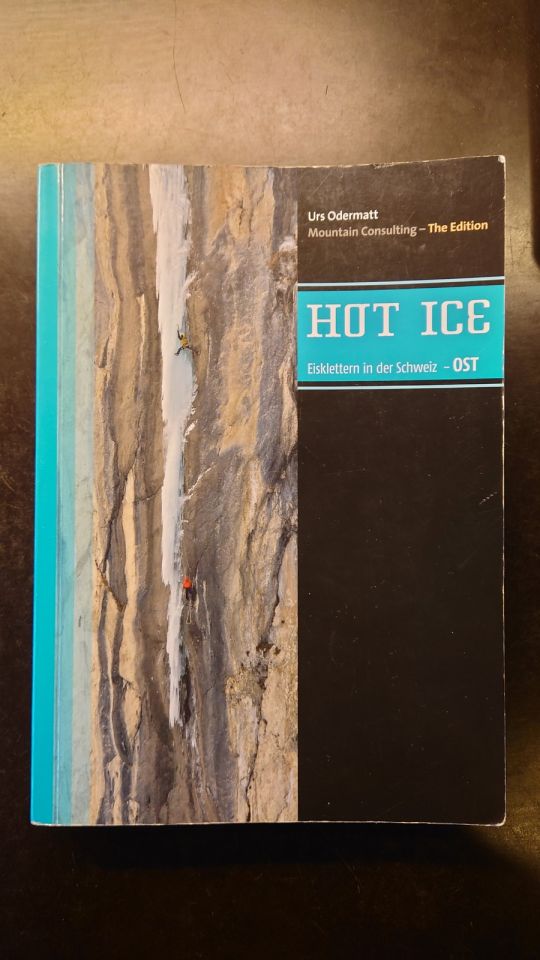 Urs Odermatt
Mountain Consulting – The Edition
HOT ICE
Eisklettern in der Schweiz – OST